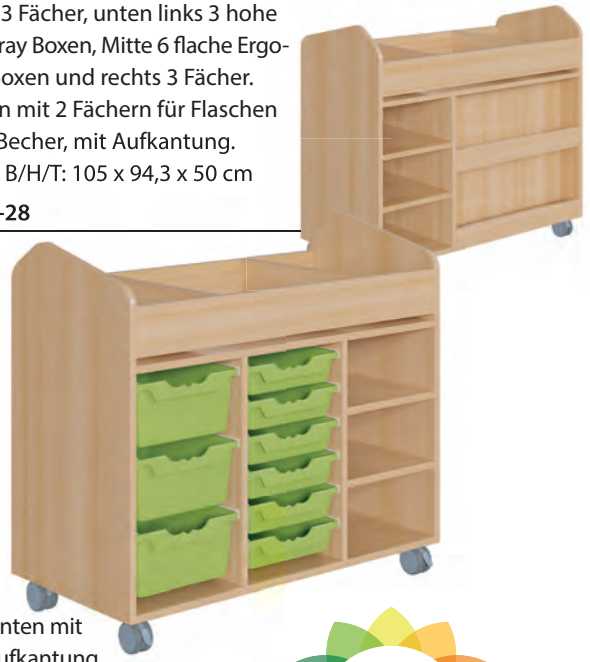 3 Fächer, unten links 3 hohe
ray Boxen, Mitte 6 flache Ergo-
oxen und rechts 3 Fächer.
n mit 2 Fächern für Flaschen
Becher, mit Aufkantung.
B/H/T: 105 x 94,3 x 50 cm
-28
nten mit
ufkantung